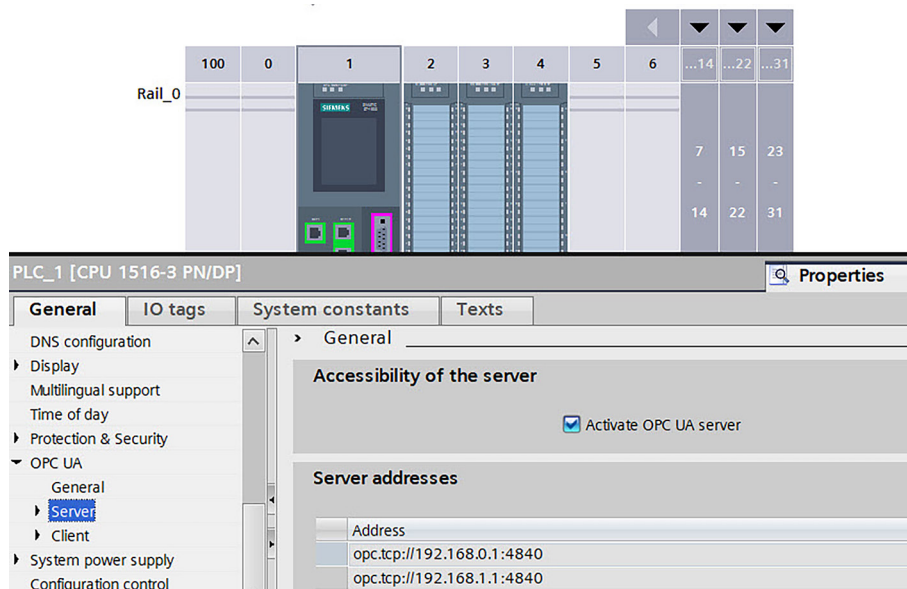 ...14 ...22 ...31
100 0 1 2 3 4 5 6
Rail_0
SIEMENS
7 15 23
- - -
14 22 31
PLC_1 [CPU 1516-3 PN/DP]
Properties
General IO tags System constants Texts
DNS configuration
Display
Multilingual support
Time of day
Protection & Security
OPC UA
General
Server
Client
System power supply
Configuration control
General
Accessibility of the server
Activate OPC UA server
Server addresses
Address
opc.tcp://192.168.0.1:4840
opc.tcp://192.168.1.1:4840